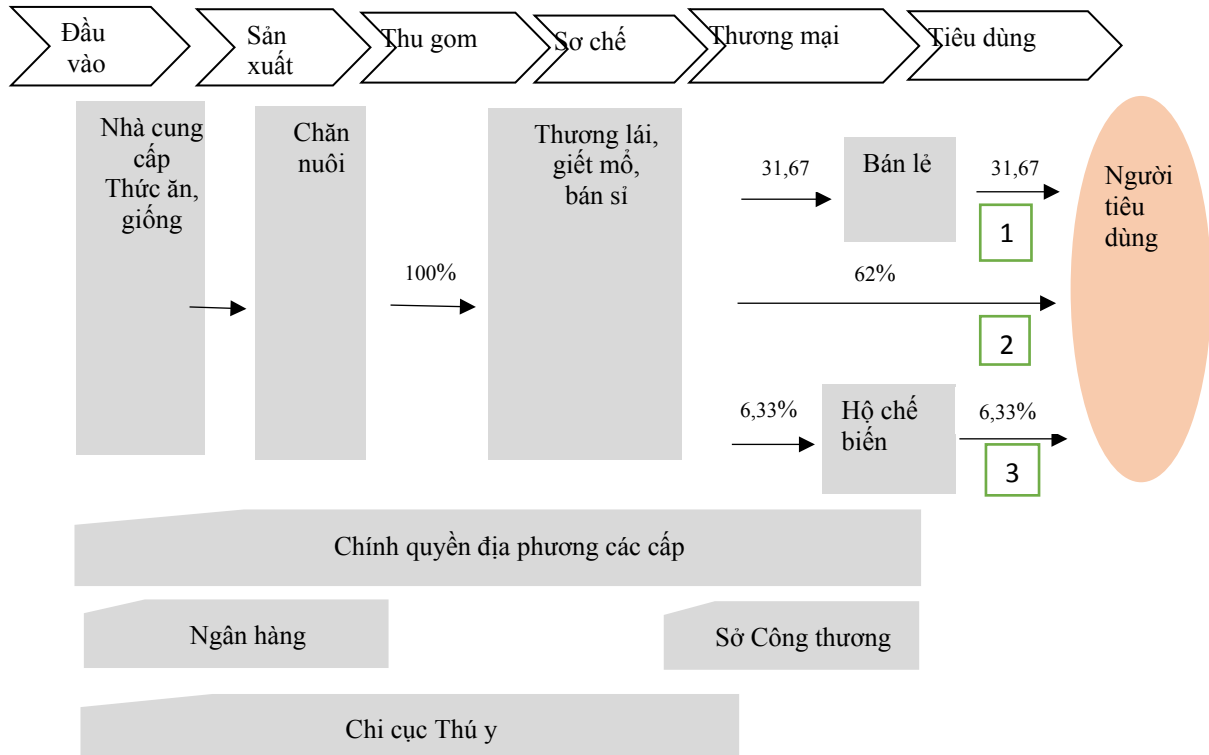 Đầu
vào
Sản
xuất
Thu gom
Sơ chế
Thương mại
Tiêu dùng
Nhà cung
cấp
Thức ăn,
giống
Chăn
nuôi
Thương lái,
giết mổ,
bán sỉ
31,67
Bán lẻ
31,67
Người
tiêu
dùng
1
100%
62%
2
6,33%
Hộ chế
biến
6,33%
3
Chính quyền địa phương các cấp
Ngân hàng
Sở Công thương
Chi cục Thú y